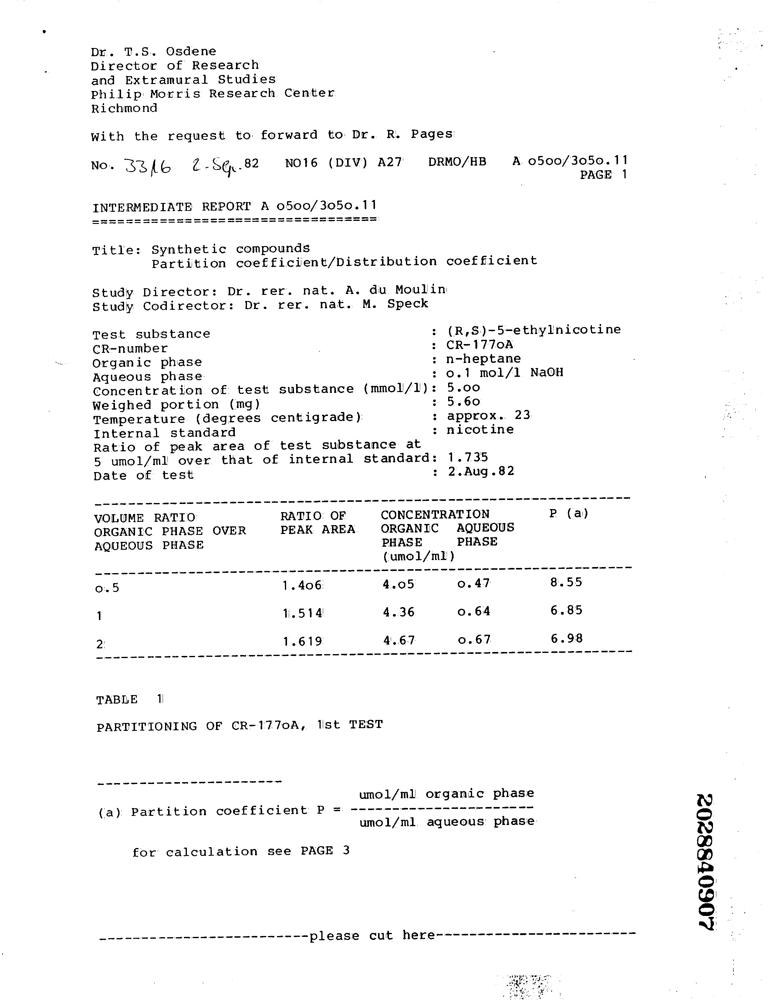 Dr. T.S. Osdene
Director of Research
and Extramural Studies
Philip Morris Research Center
Richmond
With the request to forward to Dr. R. Pages
No. 3316 2. Sep. 82 NO16 (DIV) A27 DRMO/HB A o5oo/3o5o.11
PAGE 1
INTERMEDIATE REPORT A o5oo/3o5o.11
==================================
Title: Synthetic compounds
Partition coefficient/Distribution coefficient
Study Director: Dr. rer. nat. A. du Moulin
Study Codirector: Dr. rer. nat. M. Speck
Test substance : (R,S)-5-ethylnicotine
CR-number : CR-177oA
Organic phase : n-heptane
Aqueous phase : o.1 mol/l NaOH
Concentration of test substance (mmol/l): 5.oo
Weighed portion (mg) : 5.6o
Temperature (degrees centigrade) : approx. 23
Internal standard : nicotine
Ratio of peak area of test substance at
5 umol/ml over that of internal standard: 1.735
Date of test : 2.Aug.82
VOLUME RATIO RATIO OF CONCENTRATION P (a)
ORGANIC PHASE OVER PEAK AREA ORGANIC AQUEOUS
AQUEOUS PHASE PHASE PHASE
(umol/ml)
o.5 1.4o6 4.o5 o.47 8.55
1 1.514 4.36 o.64 6.85
2 1.619 4.67 o.67 6.98
TABLE 1
PARTITIONING OF CR-177oA, 1st TEST
umol/ml organic phase
(a) Partition coefficient P = ----------------------
umol/ml aqueous phase
for calculation see PAGE 3
-------------------------please cut here------------------------
2028840907